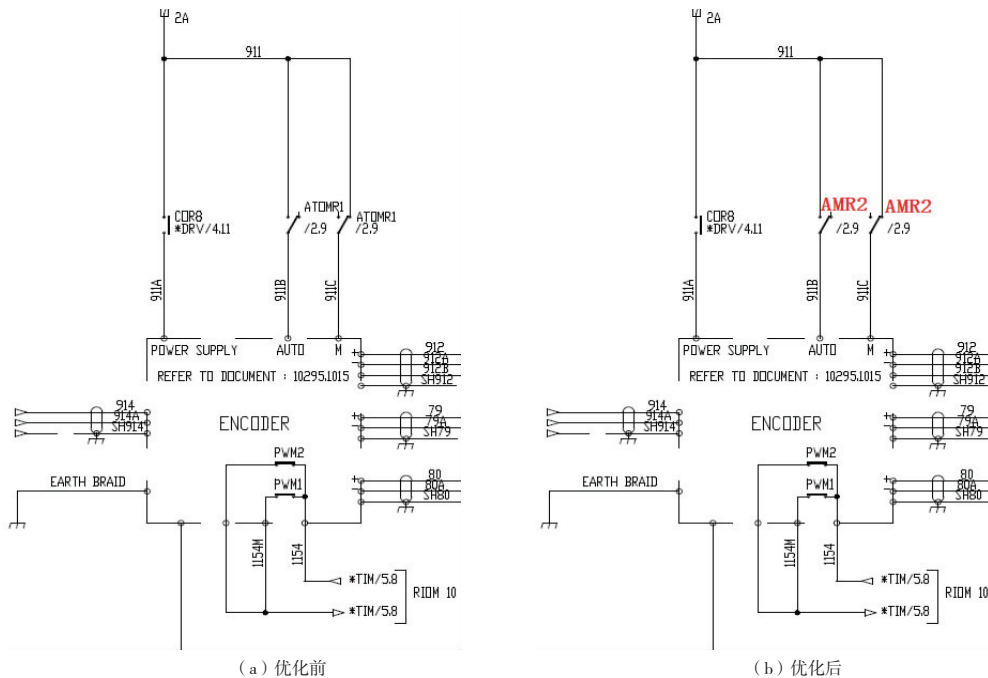 2A
911
COR8
*DRV/4.11
ATOMR1
/2.9
ATOMR1
/2.9
911A
911B
911C
POWER SUPPLY AUTO M
REFER TO DOCUMENT : 10295.1015
+ 912
- 912A
912B
SH912
914
914A
SH914
ENCODER
+ 79
- 79A
SH79
PWM2
PWM1
EARTH BRAID
+ 80
- 80A
SH80
1154M
1154
*TIM/5.8
*TIM/5.8
RIOM 10
(a)优化前
2A
911
COR8
*DRV/4.11
AMR2
/2.9
AMR2
/2.9
911A
911B
911C
POWER SUPPLY AUTO M
REFER TO DOCUMENT : 10295.1015
+ 912
- 912A
912B
SH912
914
914A
SH914
ENCODER
+ 79
- 79A
SH79
PWM2
PWM1
EARTH BRAID
+ 80
- 80A
SH80
1154M
1154
*TIM/5.8
*TIM/5.8
RIOM 10
(b)优化后